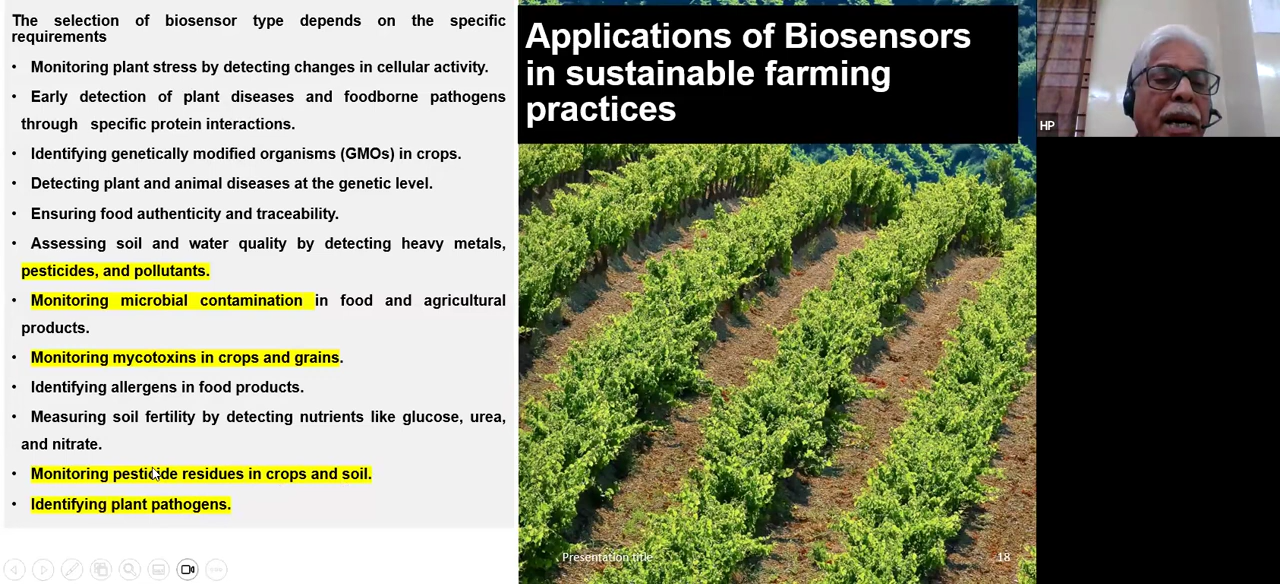 The selection of biosensor type depends on the specific
requirements
• Monitoring plant stress by detecting changes in cellular activity.
• Early detection of plant diseases and foodborne pathogens
through specific protein interactions.
• Identifying genetically modified organisms (GMOs) in crops.
• Detecting plant and animal diseases at the genetic level.
• Ensuring food authenticity and traceability.
• Assessing soil and water quality by detecting heavy metals,
pesticides, and pollutants.
• Monitoring microbial contamination in food and agricultural
products.
• Monitoring mycotoxins in crops and grains.
• Identifying allergens in food products.
• Measuring soil fertility by detecting nutrients like glucose, urea,
and nitrate.
• Monitoring pesticide residues in crops and soil.
• Identifying plant pathogens.
Applications of Biosensors
in sustainable farming
practices
Presentation title
18
HP